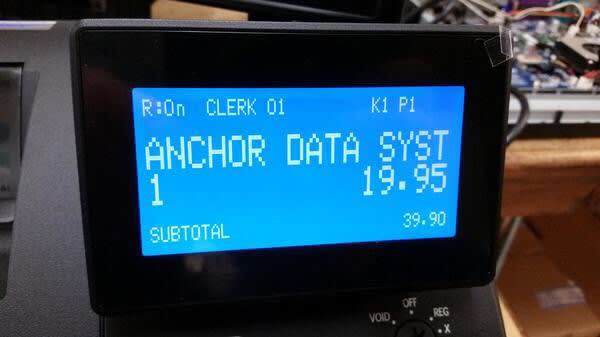 R:On CLERK 01 K1 P1
ANCHOR DATA SYST
1 19.95
SUBTOTAL 39.90
OFF
VOID REG
X